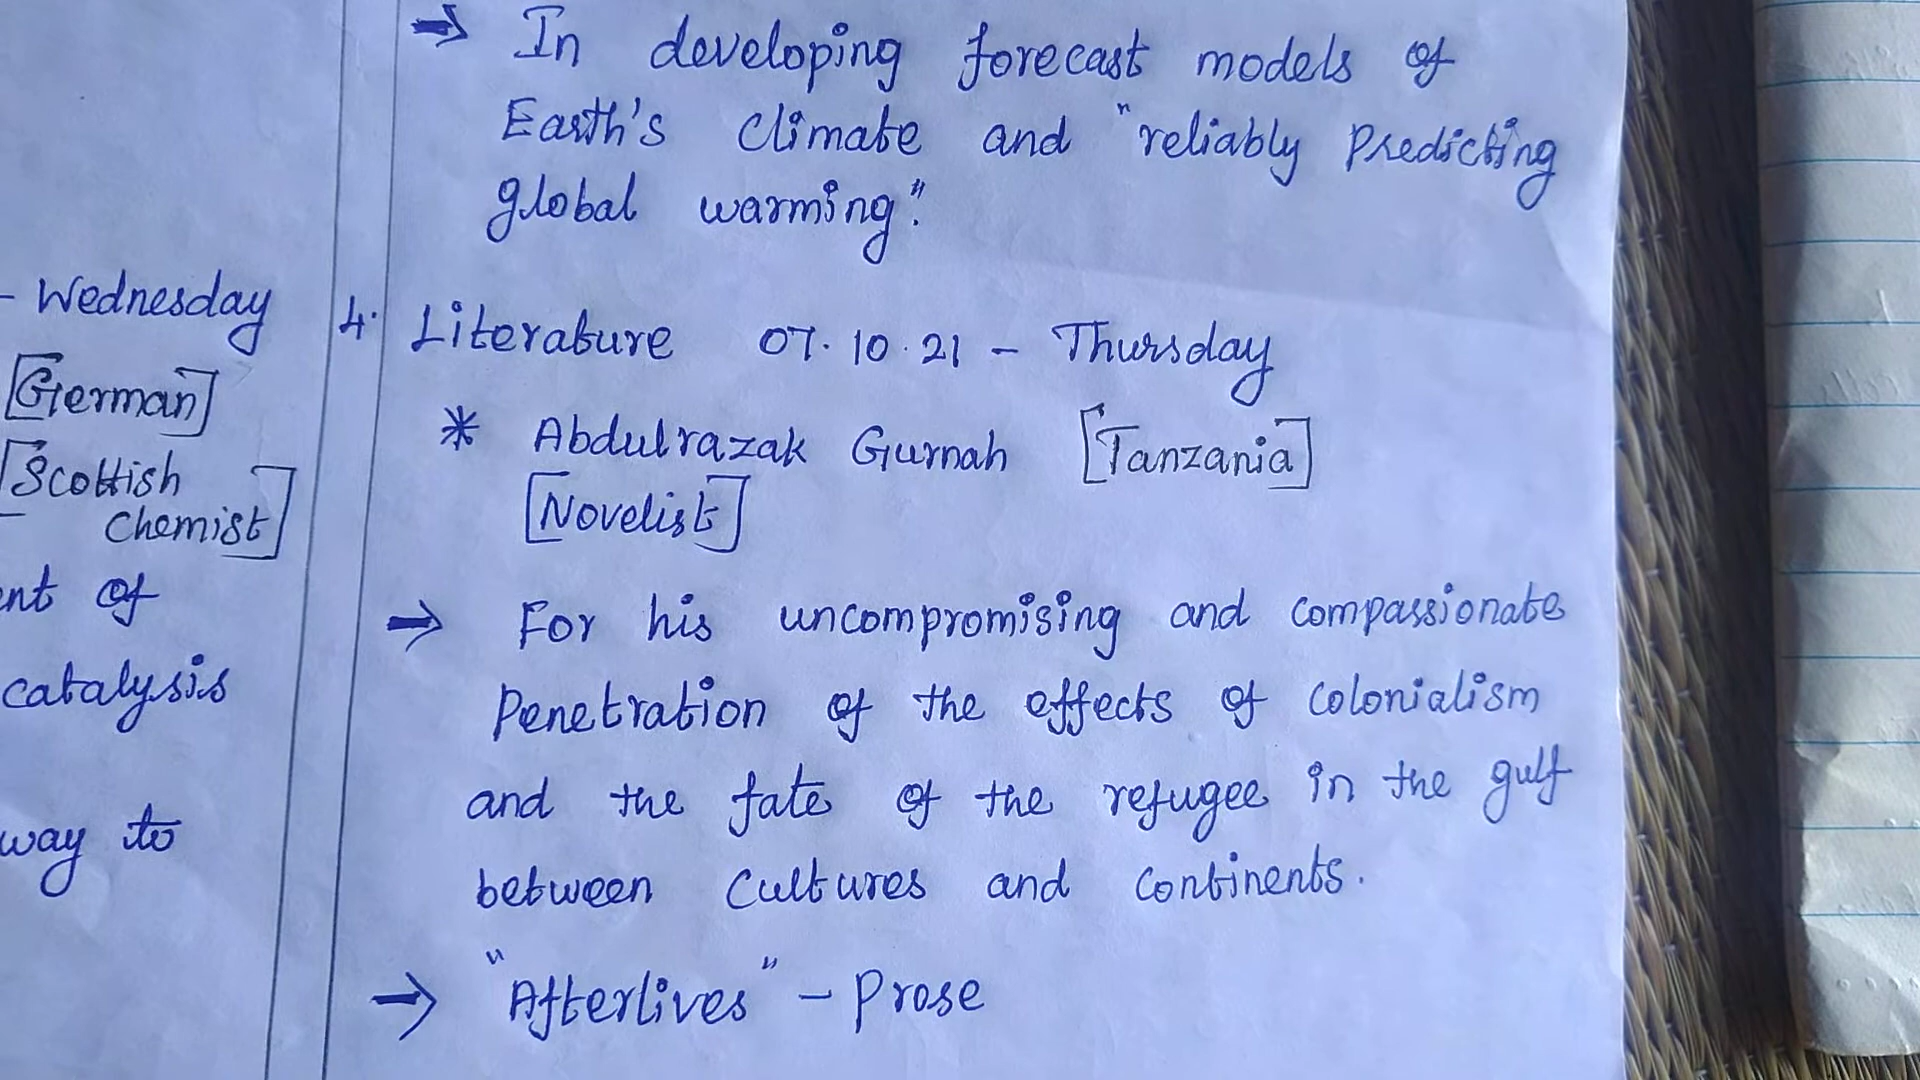 - Wednesday
[German]
[Scottish
Chemist]
of
catalysis
way to
→ In developing forecast models of
Earth's Climate and "reliably Predicting
global warming."
4. Literature 07.10.21 - Thursday
* Abdulrazak Gurnah [Tanzania]
[Novelist]
→ For his uncompromising and compassionate
Penetration of the effects of Colonialism
and the fate of the refugee in the gulf
between Cultures and Continents.
→ "Afterlives" - Prose